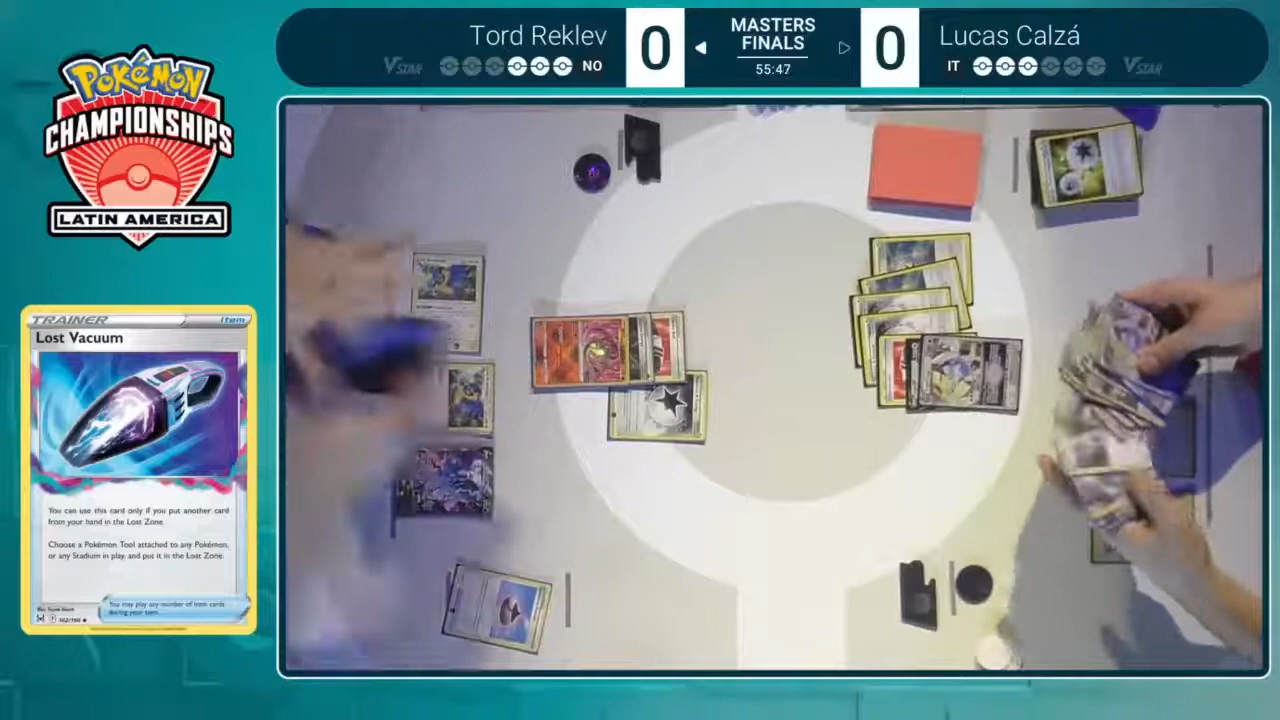 Tord Reklev
0
MASTERS
FINALS
55:47
0
Lucas Calzá
VSTAR
NO
IT
VSTAR
Pokémon
CHAMPIONSHIPS
LATIN AMERICA
TRAINER
Item
Lost Vacuum
You can use this card only if you put another card
from your hand in the Lost Zone.
Choose a Pokémon Tool attached to any Pokémon,
or any Stadium in play, and put it in the Lost Zone.
You may play any number of Item cards
during your turn.
162/196